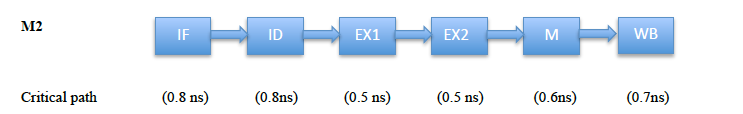 M2 IF ID EX1 EX2 M WB
Critical path (0.8 ns) (0.8ns) (0.5 ns) (0.5 ns) (0.6ns) (0.7ns)